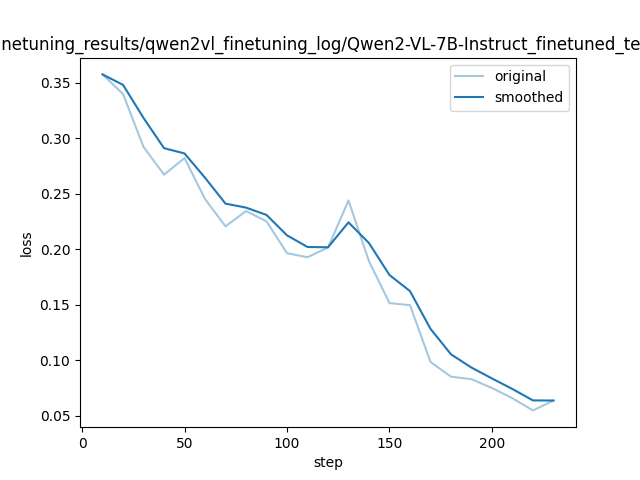 netuning_results/qwen2vl_finetuning_log/Qwen2-VL-7B-Instruct_finetuned_te
original
smoothed
0.35
0.30
0.25
0.20
0.15
0.10
0.05
loss
0 50 100 150 200
step